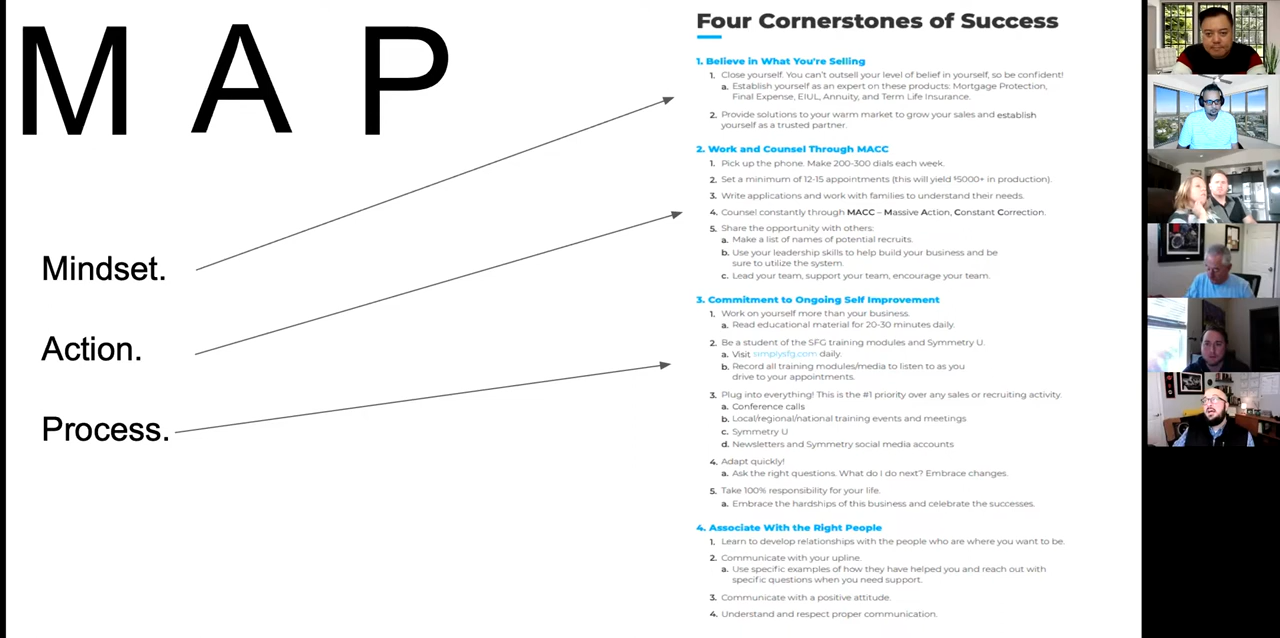 M A P
Mindset.
Action.
Process.
Four Cornerstones of Success
1. Believe in What You're Selling
1. Close yourself. You can't outsell your level of belief in yourself, so be confident!
a. Establish yourself as an expert on these products: Mortgage Protection,
Final Expense, EIUL, Annuity, and Term Life Insurance.
2. Provide solutions to your warm market to grow your sales and establish
yourself as a trusted partner.
2. Work and Counsel Through MACC
1. Pick up the phone. Make 200-300 dials each week.
2. Set a minimum of 12-15 appointments (this will yield $5000+ in production).
3. Write applications and work with families to understand their needs.
4. Counsel constantly through MACC – Massive Action, Constant Correction.
5. Share the opportunity with others:
a. Make a list of names of potential recruits.
b. Use your leadership skills to help build your business and be
sure to utilize the system.
c. Lead your team, support your team, encourage your team.
3. Commitment to Ongoing Self Improvement
1. Work on yourself more than your business.
a. Read educational material for 20-30 minutes daily.
2. Be a student of the SFG training modules and Symmetry U.
a. Visit simplysfg.com daily.
b. Record all training modules/media to listen to as you
drive to your appointments.
3. Plug into everything! This is the #1 priority over any sales or recruiting activity.
a. Conference calls
b. Local/regional/national training events and meetings
c. Symmetry U
d. Newsletters and Symmetry social media accounts
4. Adapt quickly!
a. Ask the right questions. What do I do next? Embrace changes.
5. Take 100% responsibility for your life.
a. Embrace the hardships of this business and celebrate the successes.
4. Associate With the Right People
1. Learn to develop relationships with the people who are where you want to be.
2. Communicate with your upline.
a. Use specific examples of how they have helped you and reach out with
specific questions when you need support.
3. Communicate with a positive attitude.
4. Understand and respect proper communication.